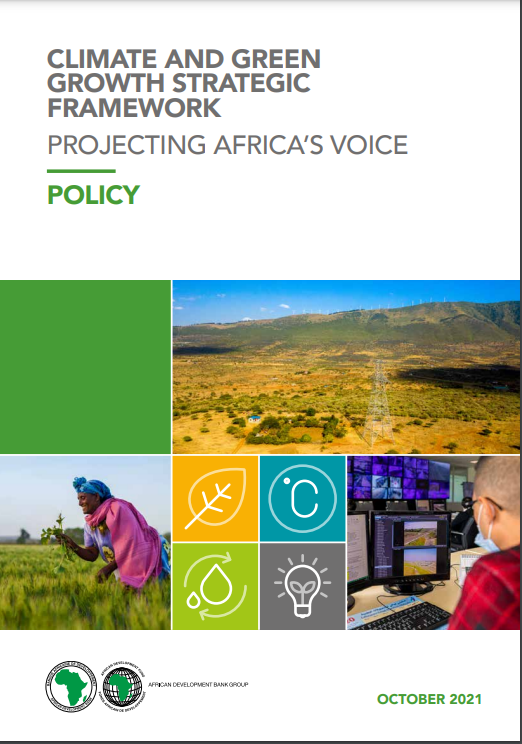 CLIMATE AND GREEN
GROWTH STRATEGIC
FRAMEWORK
PROJECTING AFRICA'S VOICE
POLICY
°C
AFRICAN DEVELOPMENT BANK GROUP
OCTOBER 2021